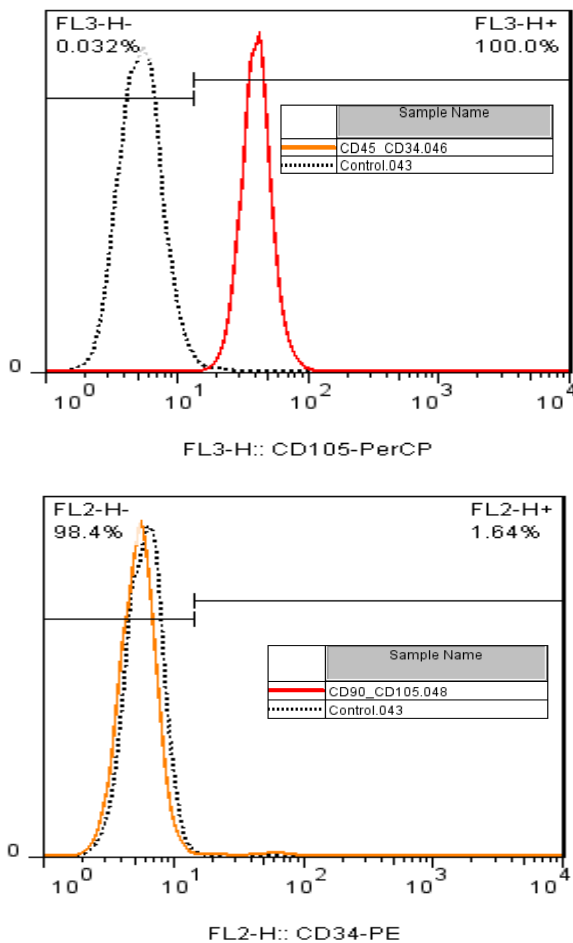 FL3-H- FL3-H+
0.032% 100.0%
Sample Name
CD45_CD34.046
Control.043
0
10^0 10^1 10^2 10^3 10^4
FL3-H:: CD105-PerCP
FL2-H- FL2-H+
98.4% 1.64%
Sample Name
CD90_CD105.048
Control.043
0
10^0 10^1 10^2 10^3 10^4
FL2-H:: CD34-PE